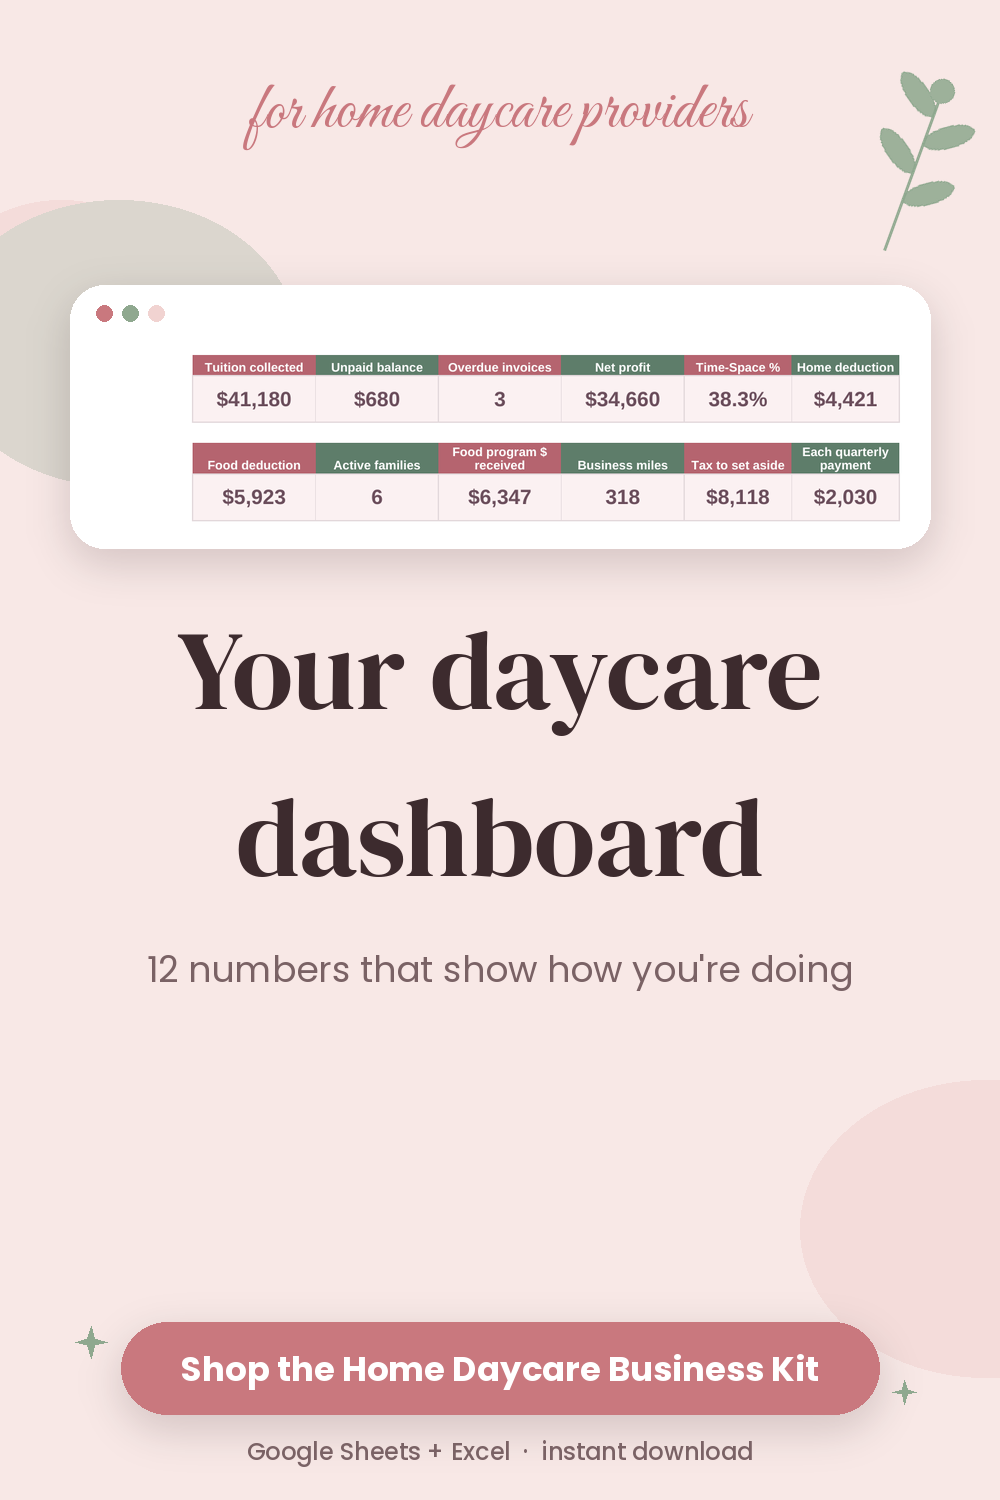 for home daycare providers
Tuition collected Unpaid balance Overdue invoices Net profit Time-Space % Home deduction
$41,180 $680 3 $34,660 38.3% $4,421
Food deduction Active families Food program $ received Business miles Tax to set aside Each quarterly payment
$5,923 6 $6,347 318 $8,118 $2,030
Your daycare
dashboard
12 numbers that show how you're doing
Shop the Home Daycare Business Kit
Google Sheets + Excel · instant download